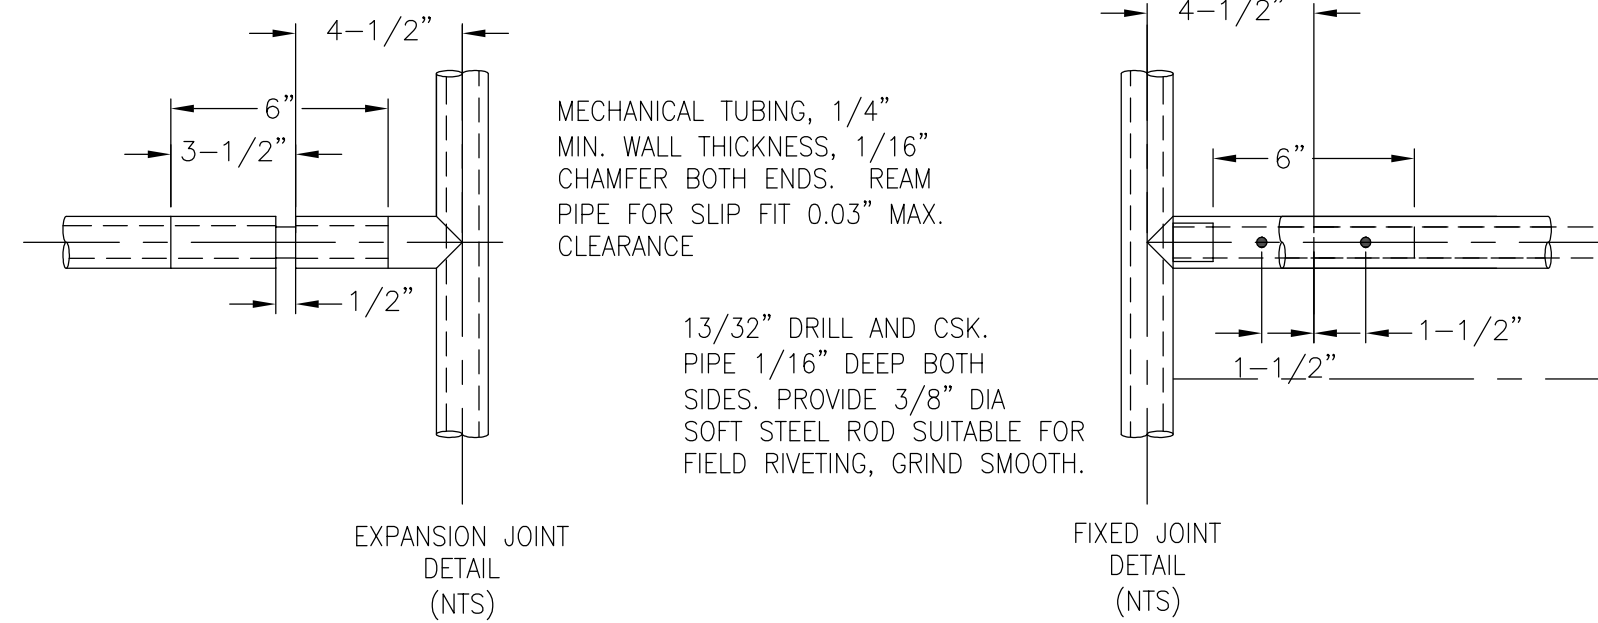 4-1/2"
6"
3-1/2"
1/2"
EXPANSION JOINT
DETAIL
(NTS)
MECHANICAL TUBING, 1/4"
MIN. WALL THICKNESS, 1/16"
CHAMFER BOTH ENDS. REAM
PIPE FOR SLIP FIT 0.03" MAX.
CLEARANCE
13/32" DRILL AND CSK.
PIPE 1/16" DEEP BOTH
SIDES. PROVIDE 3/8" DIA
SOFT STEEL ROD SUITABLE FOR
FIELD RIVETING, GRIND SMOOTH.
4-1/2"
6"
1-1/2"
1-1/2"
FIXED JOINT
DETAIL
(NTS)